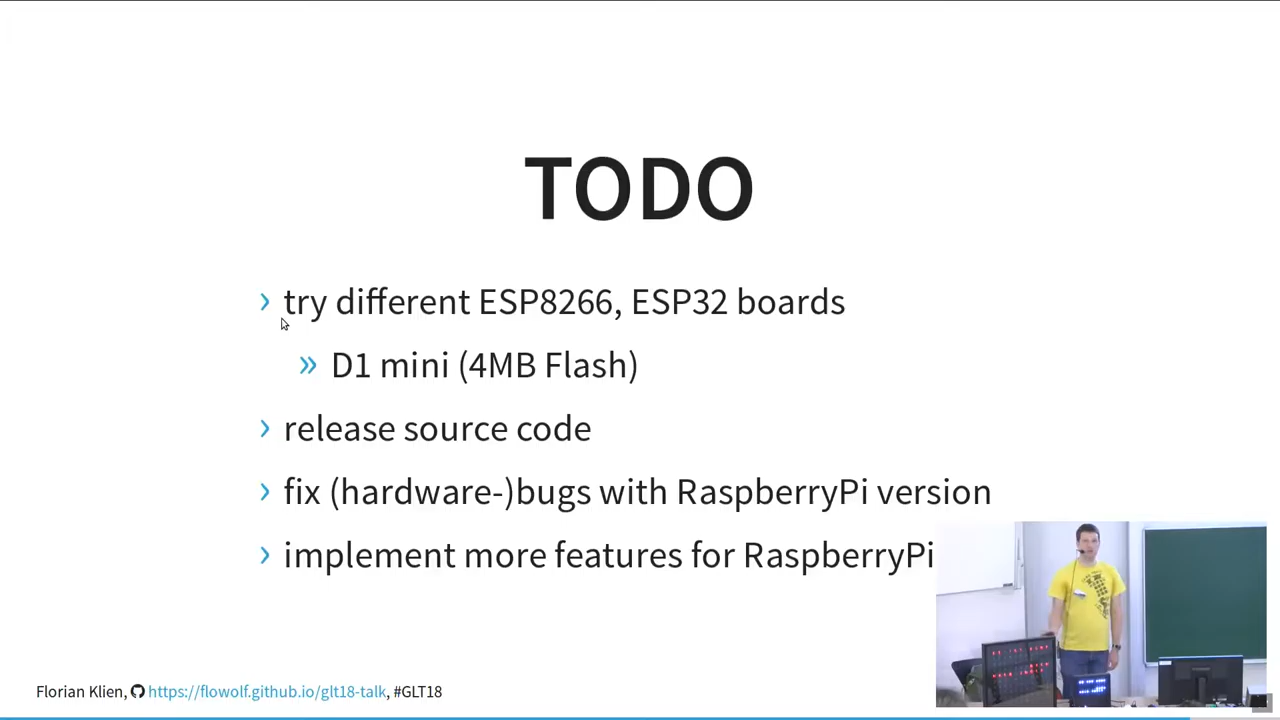 TODO
› try different ESP8266, ESP32 boards
» D1 mini (4MB Flash)
› release source code
› fix (hardware-)bugs with RaspberryPi version
› implement more features for RaspberryPi
Florian Klien, https://flowolf.github.io/glt18-talk, #GLT18